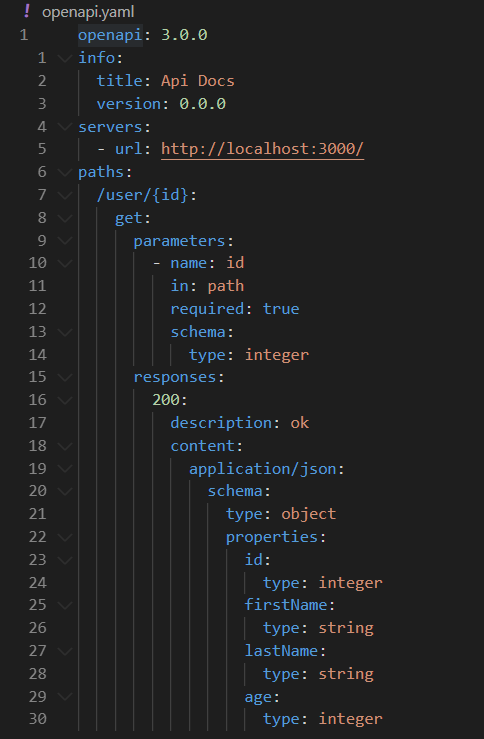 ! openapi.yaml
1 openapi: 3.0.0
1 info:
2 title: Api Docs
3 version: 0.0.0
4 servers:
5 - url: http://localhost:3000/
6 paths:
7 /user/{id}:
8 get:
9 parameters:
10 - name: id
11 in: path
12 required: true
13 schema:
14 type: integer
15 responses:
16 200:
17 description: ok
18 content:
19 application/json:
20 schema:
21 type: object
22 properties:
23 id:
24 type: integer
25 firstName:
26 type: string
27 lastName:
28 type: string
29 age:
30 type: integer